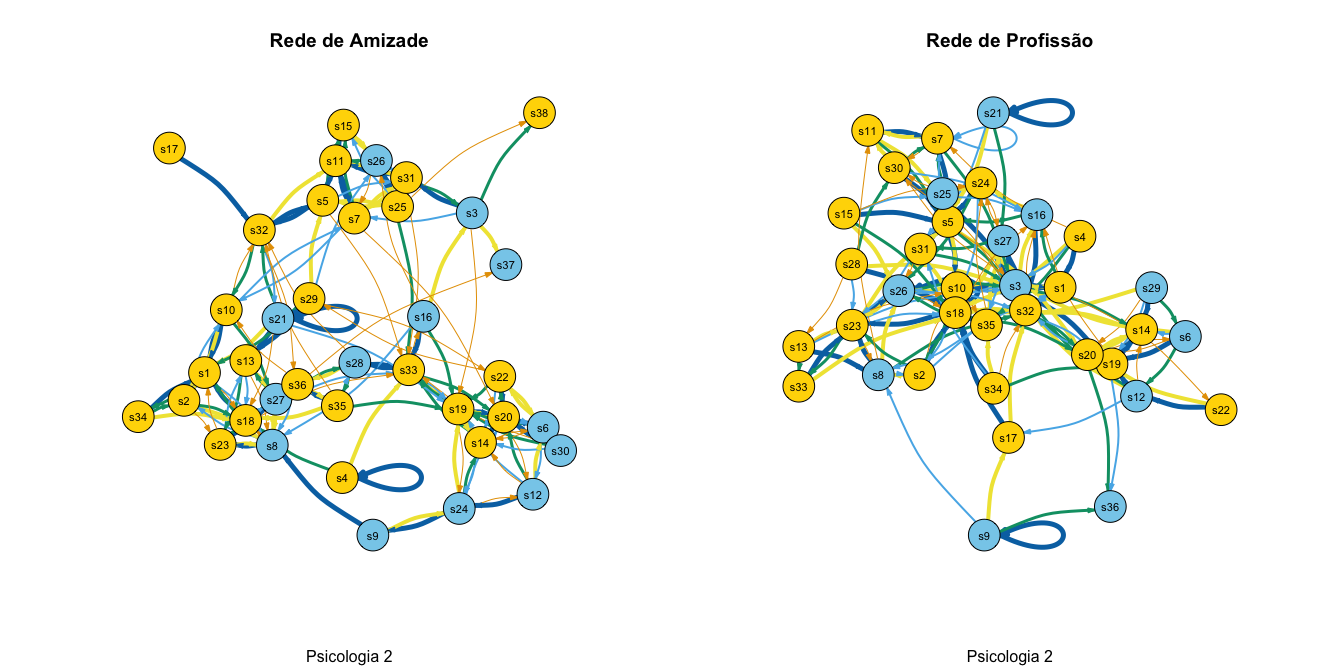 Rede de Amizade
s38
s15
s17
s11
s26
s31
s5
s25
s7
s3
s32
s37
s29
s10
s21
s16
s13
s28
s1
s33
s22
s36
s2
s27
s35
s34
s19
s20
s18
s6
s23
s8
s14
s30
s4
s12
s24
s9
Psicologia 2
Rede de Profissão
s21
s11
s7
s30
s24
s25
s15
s16
s5
s4
s27
s31
s28
s3
s10
s1
s29
s26
s32
s18
s35
s23
s14
s6
s13
s20
s19
s8
s2
s33
s34
s12
s22
s17
s36
s9
Psicologia 2